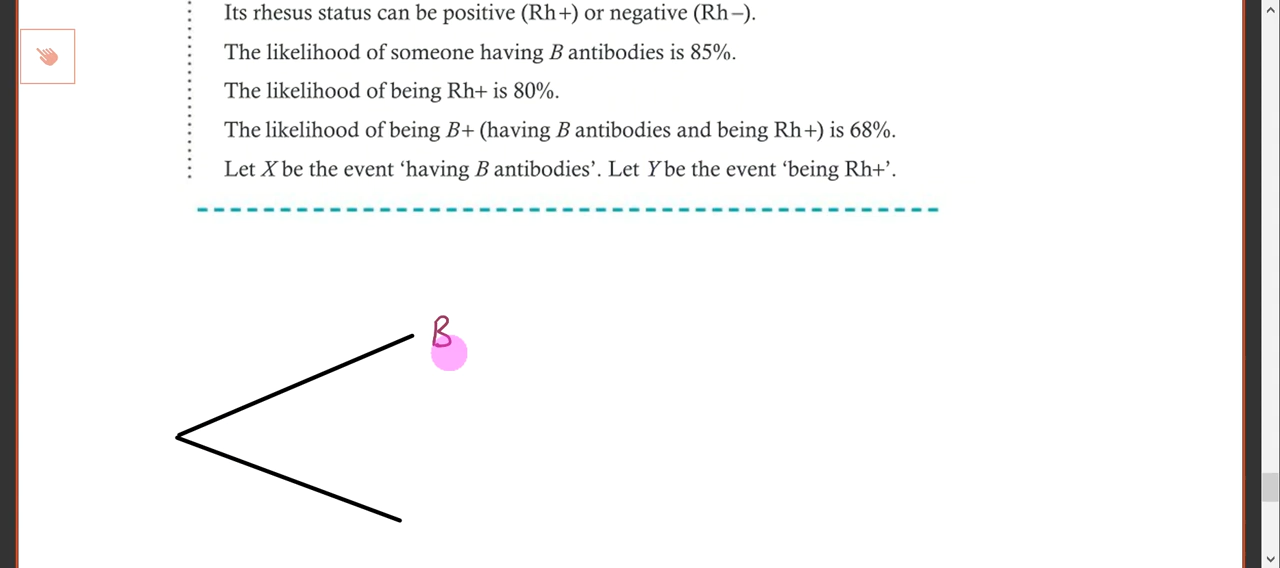 Its rhesus status can be positive (Rh+) or negative (Rh−).
The likelihood of someone having B antibodies is 85%.
The likelihood of being Rh+ is 80%.
The likelihood of being B+ (having B antibodies and being Rh+) is 68%.
Let X be the event ‘having B antibodies’. Let Y be the event ‘being Rh+’.
B